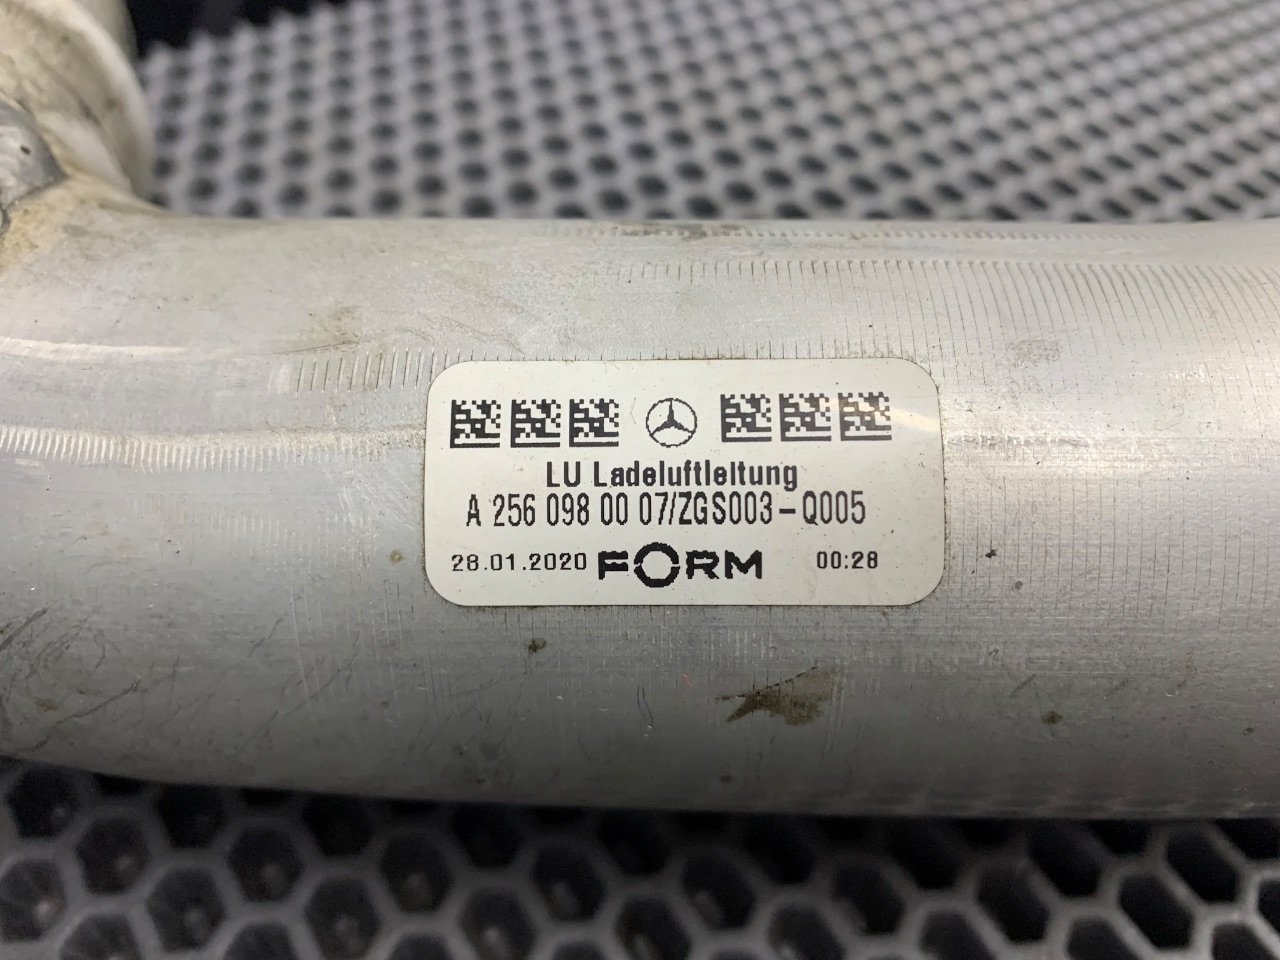 LU Ladeluftleitung
A 256 098 00 07/ZGS003-Q005
28.01.2020 FORM 00:28